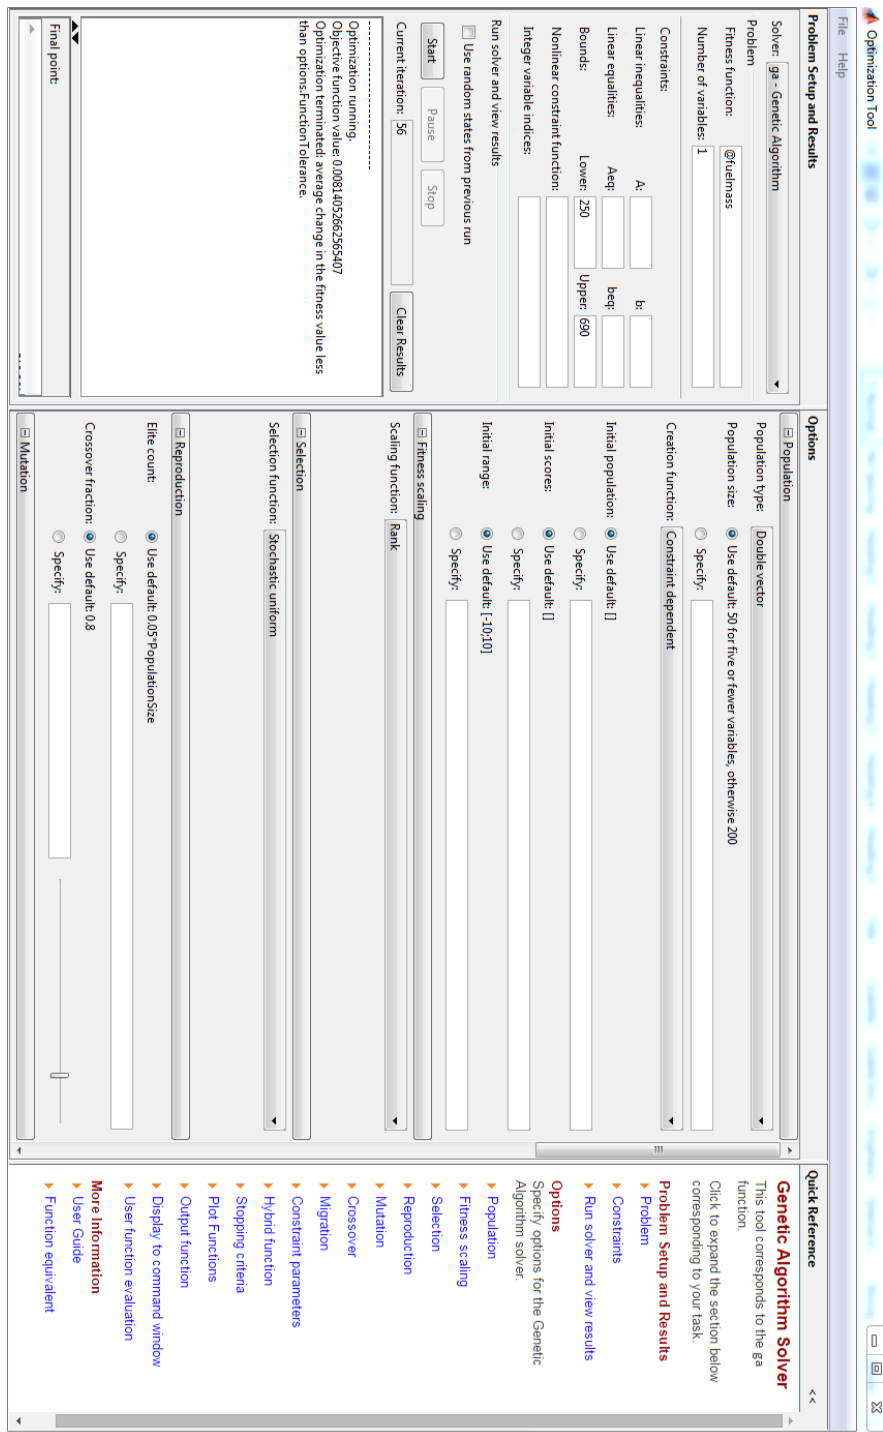 Optimization Tool
File Help
Problem Setup and Results
Solver: ga - Genetic Algorithm
Problem
Fitness function: @fuelmass
Number of variables: 1
Constraints:
Linear inequalities: A: b:
Linear equalities: Aeq: beq:
Bounds: Lower: 250 Upper: 690
Nonlinear constraint function:
Integer variable indices:
Run solver and view results
Use random states from previous run
Start Pause Stop
Current iteration: 56 Clear Results
Optimization running.
Objective function value: 0.00814052662565407
Optimization terminated: average change in the fitness value less
than options.FunctionTolerance.
Final point:
Options
Population
Population type: Double vector
Population size: Use default: 50 for five or fewer variables, otherwise 200
Specify:
Creation function: Constraint dependent
Initial population: Use default: []
Specify:
Initial scores: Use default: []
Specify:
Initial range: Use default: [-10;10]
Specify:
Fitness scaling
Scaling function: Rank
Selection
Selection function: Stochastic uniform
Reproduction
Elite count: Use default: 0.05*PopulationSize
Specify:
Crossover fraction: Use default: 0.8
Specify:
Mutation
Quick Reference <<
Genetic Algorithm Solver
This tool corresponds to the ga
function.
Click to expand the section below
corresponding to your task.
Problem Setup and Results
Problem
Constraints
Run solver and view results
Options
Specify options for the Genetic
Algorithm solver.
Population
Fitness scaling
Selection
Reproduction
Mutation
Crossover
Migration
Constraint parameters
Hybrid function
Stopping criteria
Plot Functions
Output function
Display to command window
User function evaluation
More Information
User Guide
Function equivalent